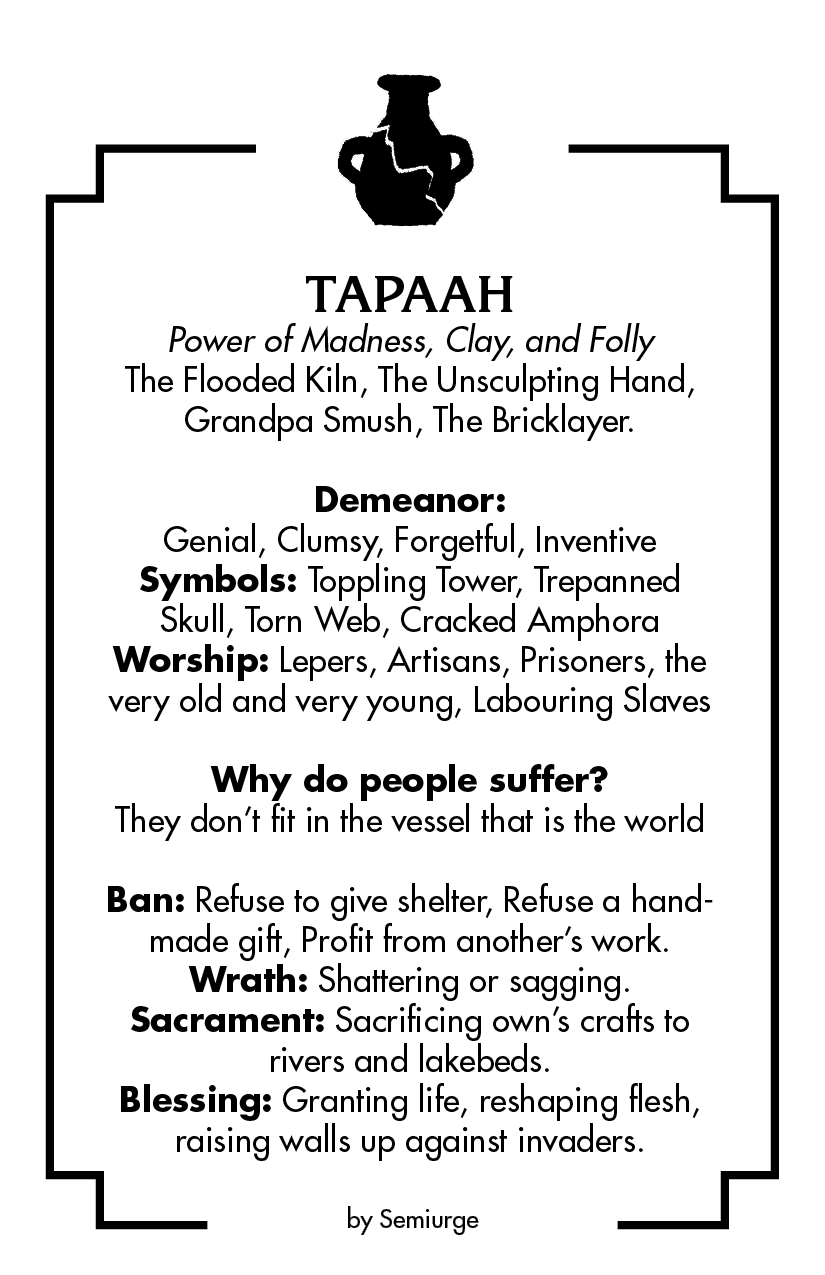 TAPAAH
Power of Madness, Clay, and Folly
The Flooded Kiln, The Unsculpting Hand,
Grandpa Smush, The Bricklayer.
Demeanor:
Genial, Clumsy, Forgetful, Inventive
Symbols: Toppling Tower, Trepanned
Skull, Torn Web, Cracked Amphora
Worship: Lepers, Artisans, Prisoners, the
very old and very young, Labouring Slaves
Why do people suffer?
They don’t fit in the vessel that is the world
Ban: Refuse to give shelter, Refuse a hand-
made gift, Profit from another’s work.
Wrath: Shattering or sagging.
Sacrament: Sacrificing own’s crafts to
rivers and lakebeds.
Blessing: Granting life, reshaping flesh,
raising walls up against invaders.
by Semiurge